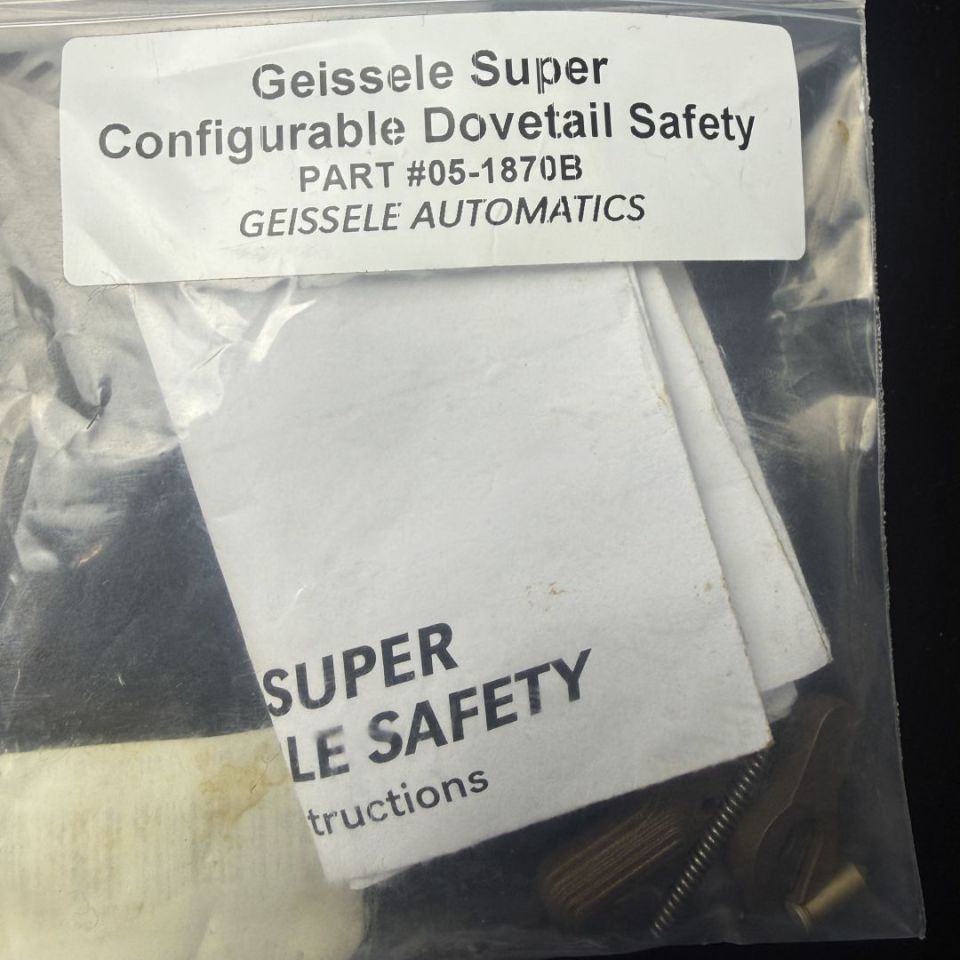 Geissele Super
Configurable Dovetail Safety
PART #05-1870B
GEISSELE AUTOMATICS
SUPER
LE SAFETY
tructions